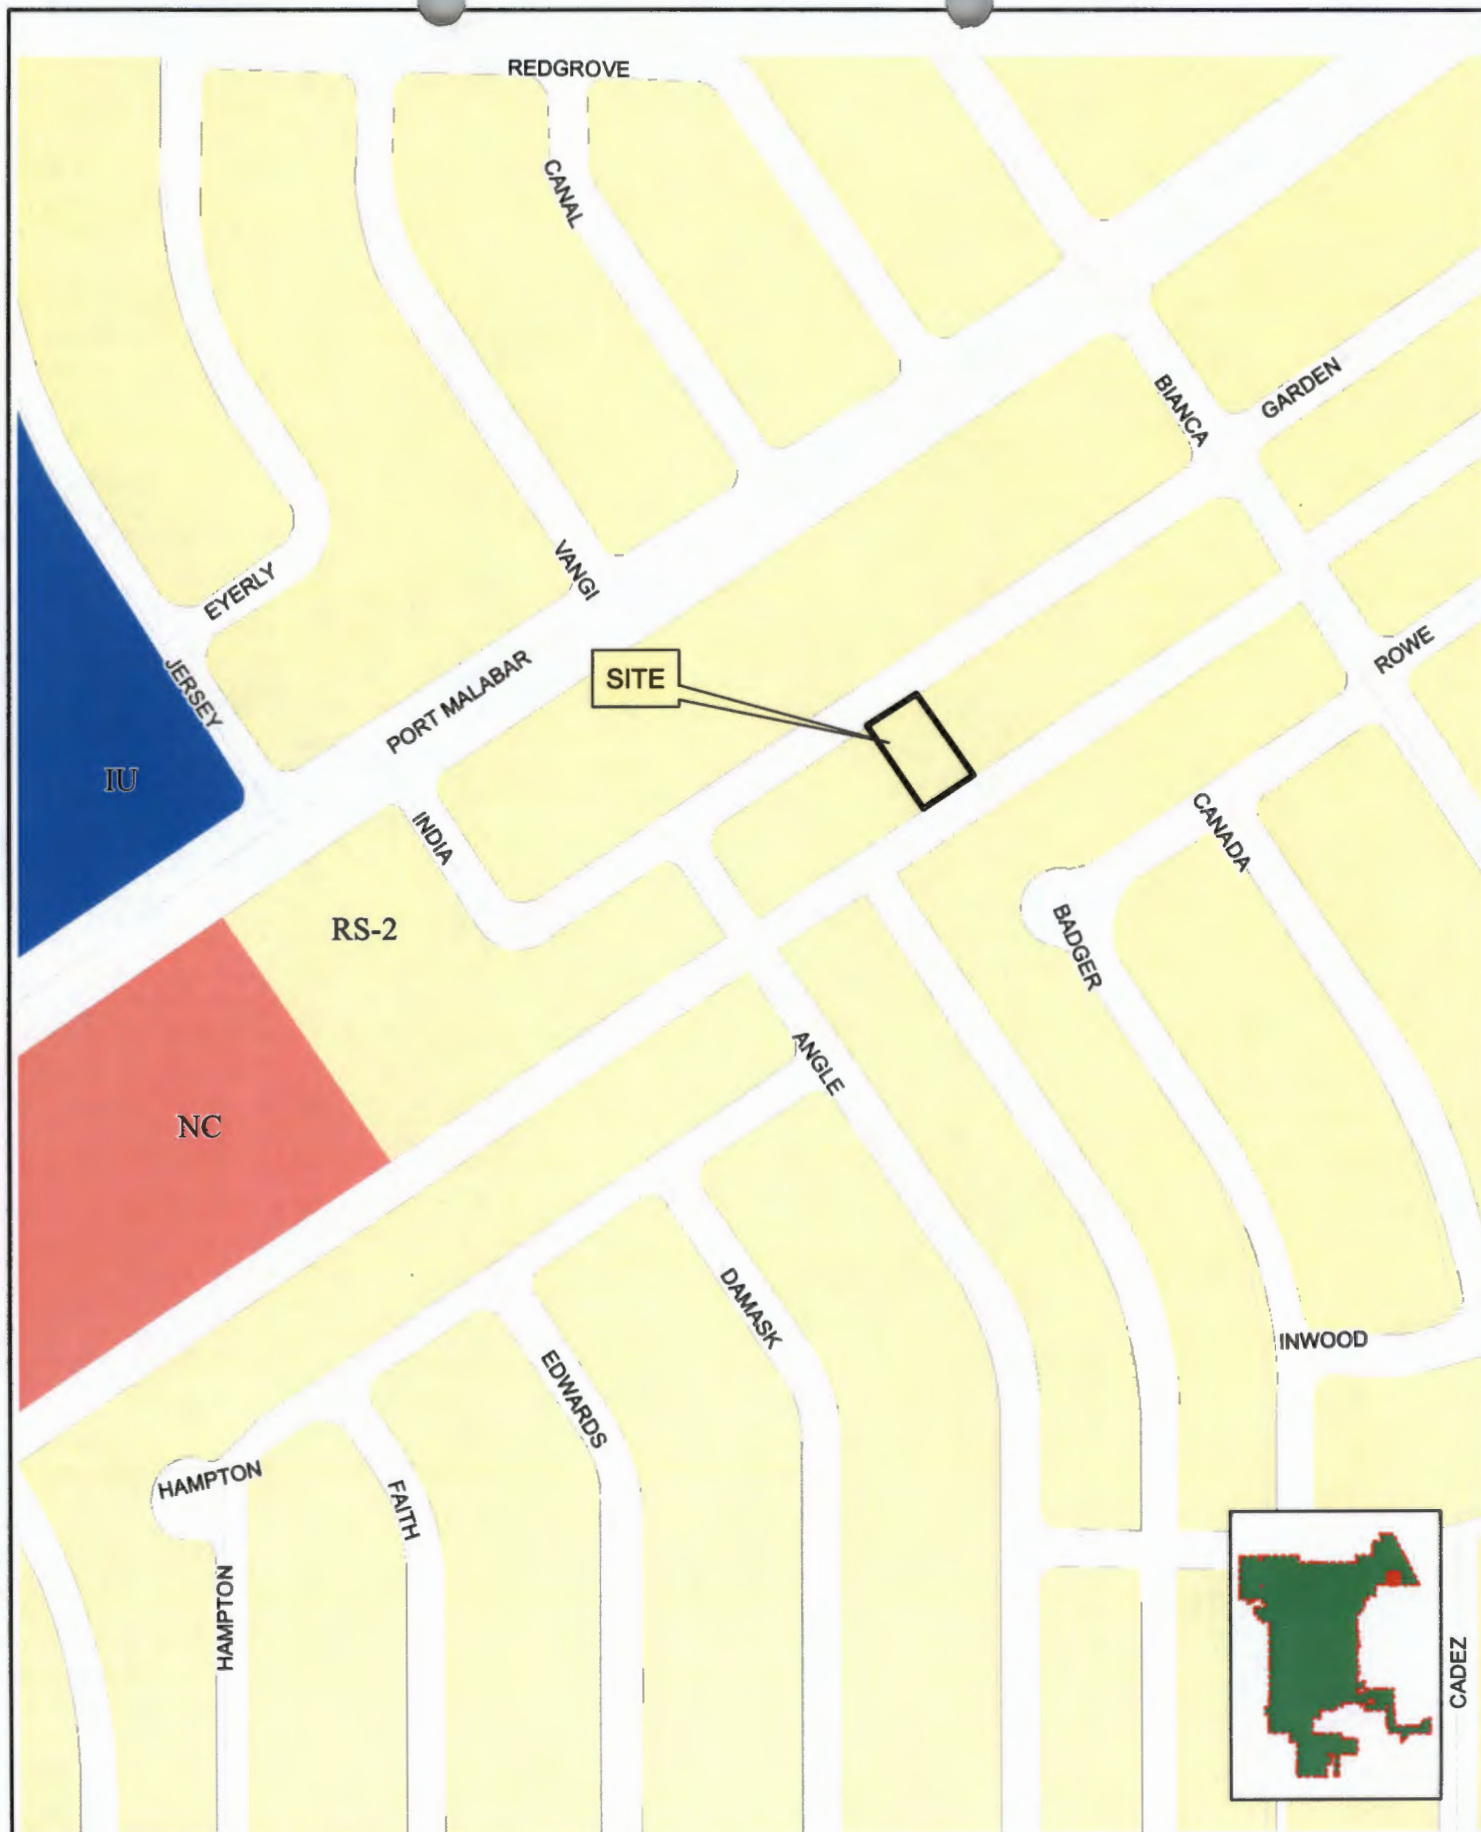 REDGROVE
CANAL
BIANCA
GARDEN
VANGI
EYERLY
ROWE
JERSEY
PORT MALABAR
SITE
IU
INDIA
CANADA
RS-2
BADGER
NC
ANGLE
DAMASK
INWOOD
EDWARDS
HAMPTON
FAITH
HAMPTON
CADEZ